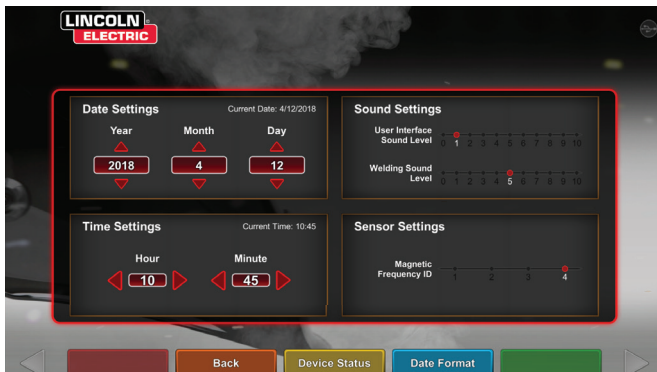 LINCOLN
ELECTRIC
Date Settings
Current Date: 4/12/2018
Year
Month
Day
2018
4
12
Sound Settings
User Interface
Sound Level
0 1 2 3 4 5 6 7 8 9 10
Welding Sound
Level
0 1 2 3 4 5 6 7 8 9 10
Time Settings
Current Time: 10:45
Hour
Minute
10
45
Sensor Settings
Magnetic
Frequency ID
1 2 3 4
Back
Device Status
Date Format